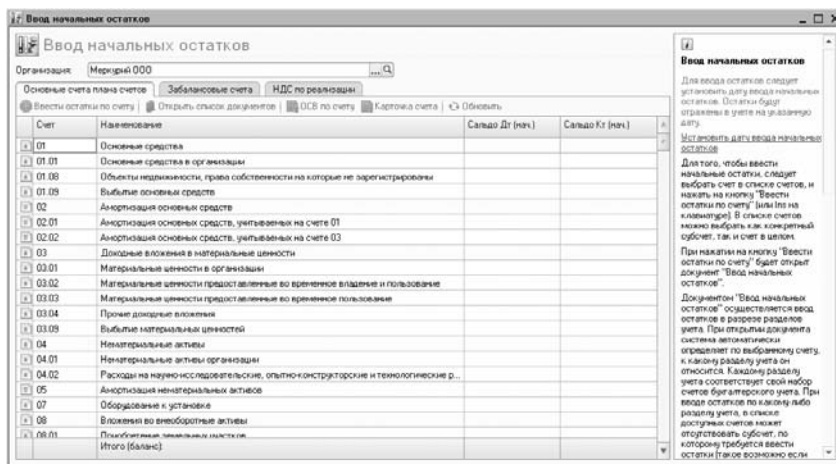 Ввод начальных остатков
Ввод начальных остатков
Организация: Меркурий ООО ...
Основные счета плана счетов Забалансовые счета НДС по реализации
Ввести остатки по счету Открыть список документов ОСВ по счету Карточка счета Обновить
Счет Наименование Сальдо Дт (нач.) Сальдо Кт (нач.)
01 Основные средства
01.01 Основные средства в организации
01.08 Объекты недвижимости, права собственности на которые не зарегистрированы
01.09 Выбытие основных средств
02 Амортизация основных средств
02.01 Амортизация основных средств, учитываемых на счете 01
02.02 Амортизация основных средств, учитываемых на счете 03
03 Доходные вложения в материальные ценности
03.01 Материальные ценности в организации
03.02 Материальные ценности предоставленные во временное владение и пользование
03.03 Материальные ценности предоставленные во временное пользование
03.04 Прочие доходные вложения
03.09 Выбытие материальных ценностей
04 Нематериальные активы
04.01 Нематериальные активы организации
04.02 Расходы на научно-исследовательские, опытно-конструкторские и технологические р...
05 Амортизация нематериальных активов
07 Оборудование к установке
08 Вложения во внеоборотные активы
08.01 Приобретение земельных участков
Итого (баланс):
Ввод начальных остатков
Для ввода остатков следует
установить дату ввода начальных
остатков. Остатки будут
отражены в учете на указанную
дату.
Установить дату ввода начальных
остатков
Для того, чтобы ввести
начальные остатки, следует
выбрать счет в списке счетов, и
нажать на кнопку "Ввести
остатки по счету" (или Ins на
клавиатуре). В списке счетов
можно выбрать как конкретный
субсчет, так и счет в целом.
При нажатии на кнопку "Ввести
остатки по счету" будет открыт
документ "Ввод начальных
остатков".
Документом "Ввод начальных
остатков" осуществляется ввод
остатков в разрезе разделов
учета. При открытии документа
система автоматически
определяет по выбранному счету,
к какому разделу учета он
относится. Каждому разделу
учета соответствует свой набор
счетов бухгалтерского учета. При
вводе остатков по какому-либо
разделу учета, в списке
доступных счетов может
отсутствовать субсчет, по
которому требуется ввести
остатки (такое возможно если